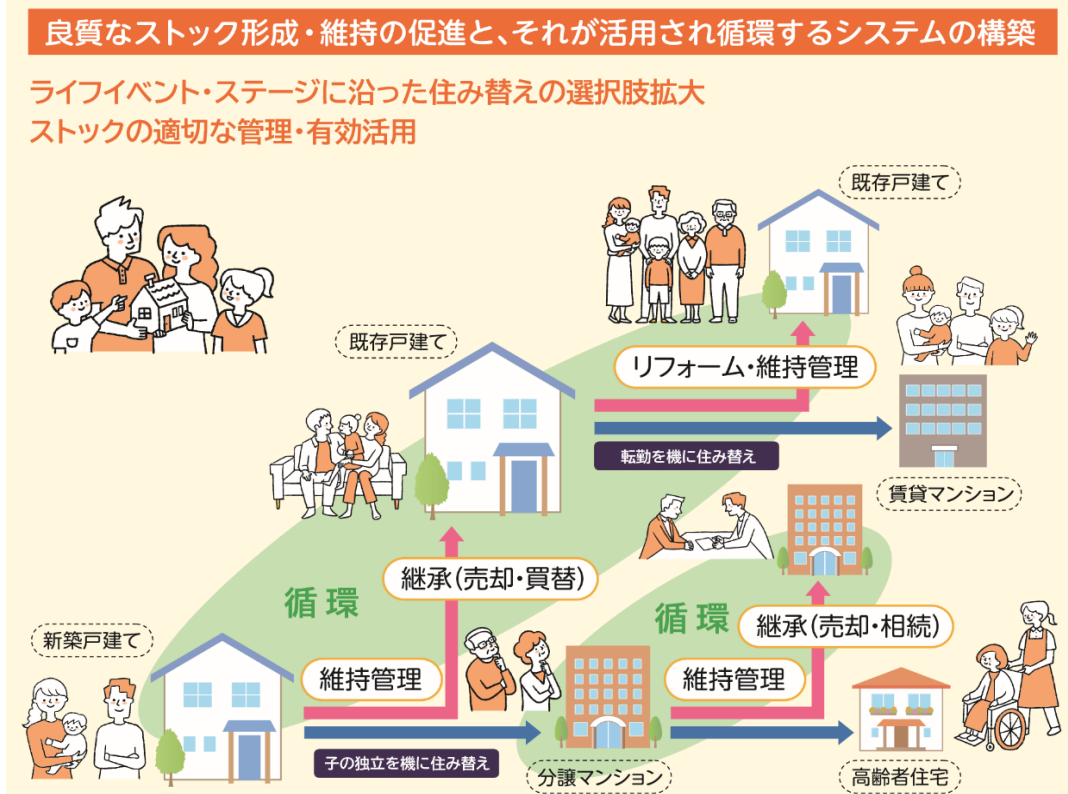 良質なストック形成・維持の促進と、それが活用され循環するシステムの構築
ライフイベント・ステージに沿った住み替えの選択肢拡大
ストックの適切な管理・有効活用
既存戸建て
既存戸建て
リフォーム・維持管理
転勤を機に住み替え
賃貸マンション
継承(売却・買替)
循環
循環
継承(売却・相続)
新築戸建て
維持管理
維持管理
子の独立を機に住み替え
分譲マンション
高齢者住宅